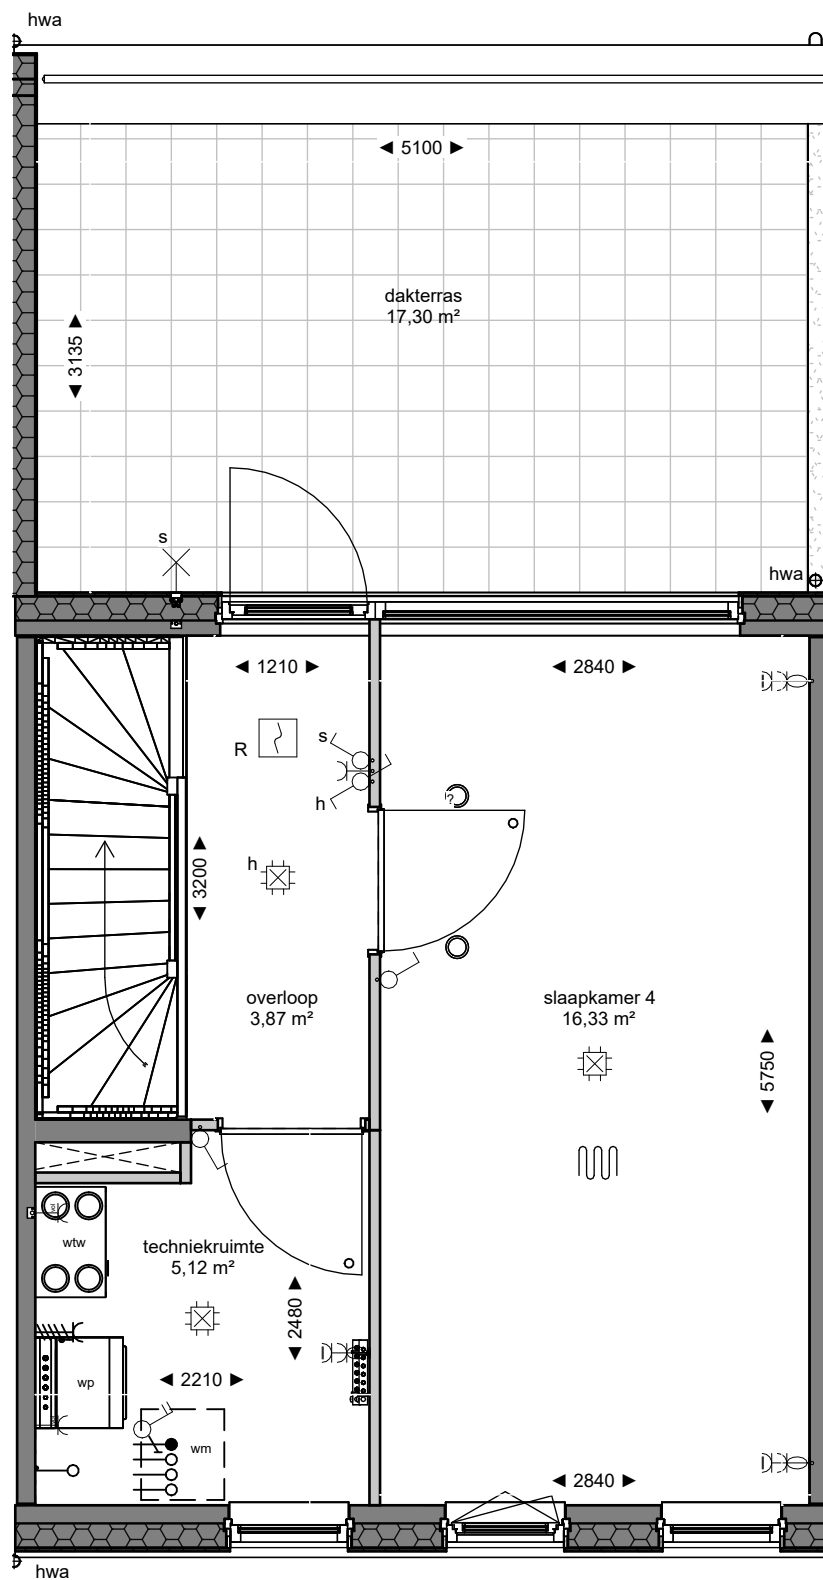 hwa
◄ 5100 ►
dakterras
17,30 m²
◄ 3135 ►
s
hwa
◄ 1210 ►
◄ 2840 ►
R
s
h
?
h
◄ 3200 ►
overloop
3,87 m²
slaapkamer 4
16,33 m²
◄ 5750 ►
wtw
techniekruimte
5,12 m²
◄ 2480 ►
wp
◄ 2210 ►
wm
◄ 2840 ►
hwa